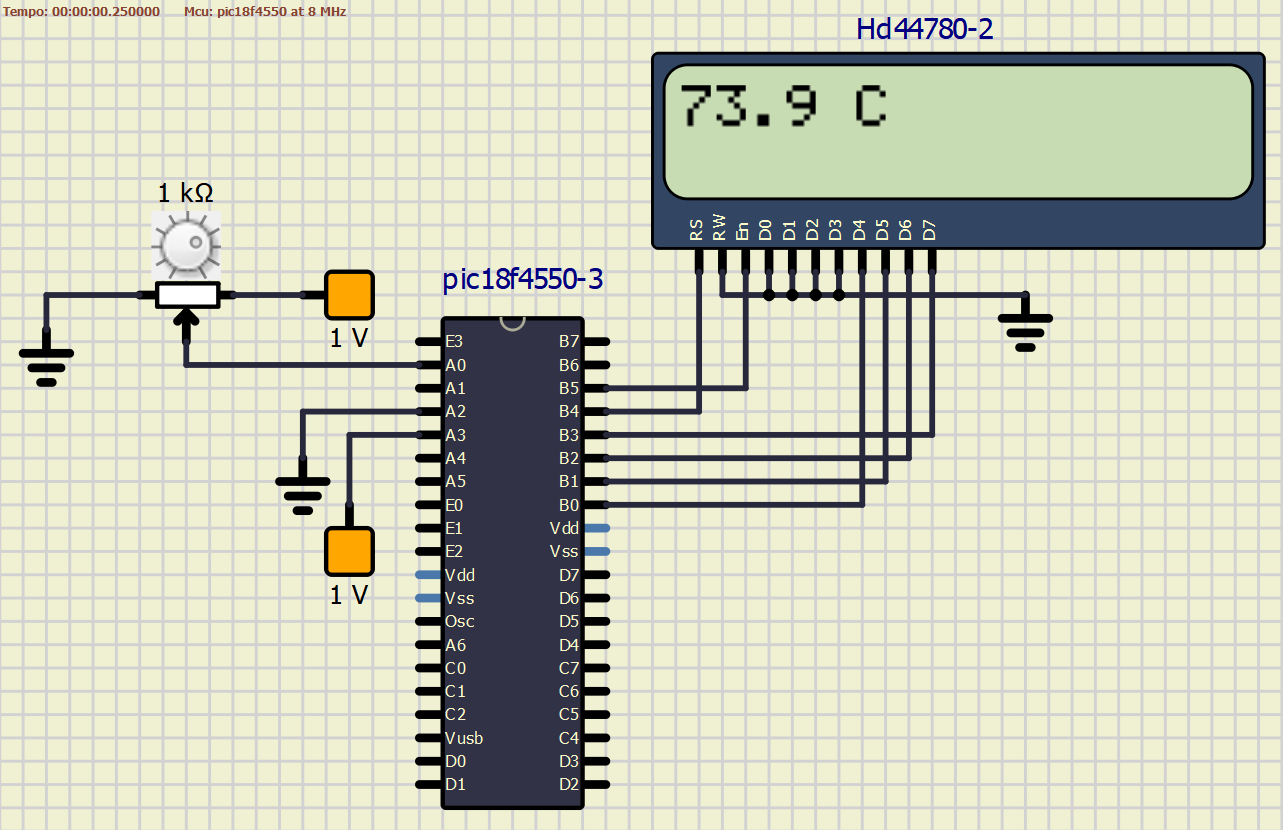 Tempo: 00:00:00.250000 Mcu: pic18f4550 at 8 MHz
Hd44780-2
73.9 C
RS RW En D0 D1 D2 D3 D4 D5 D6 D7
1 kΩ
1 V
pic18f4550-3
E3 B7
A0 B6
A1 B5
A2 B4
A3 B3
A4 B2
A5 B1
E0 B0
E1 Vdd
E2 Vss
Vdd D7
Vss D6
Osc D5
A6 D4
C0 C7
C1 C6
C2 C5
Vusb C4
D0 D3
D1 D2
1 V